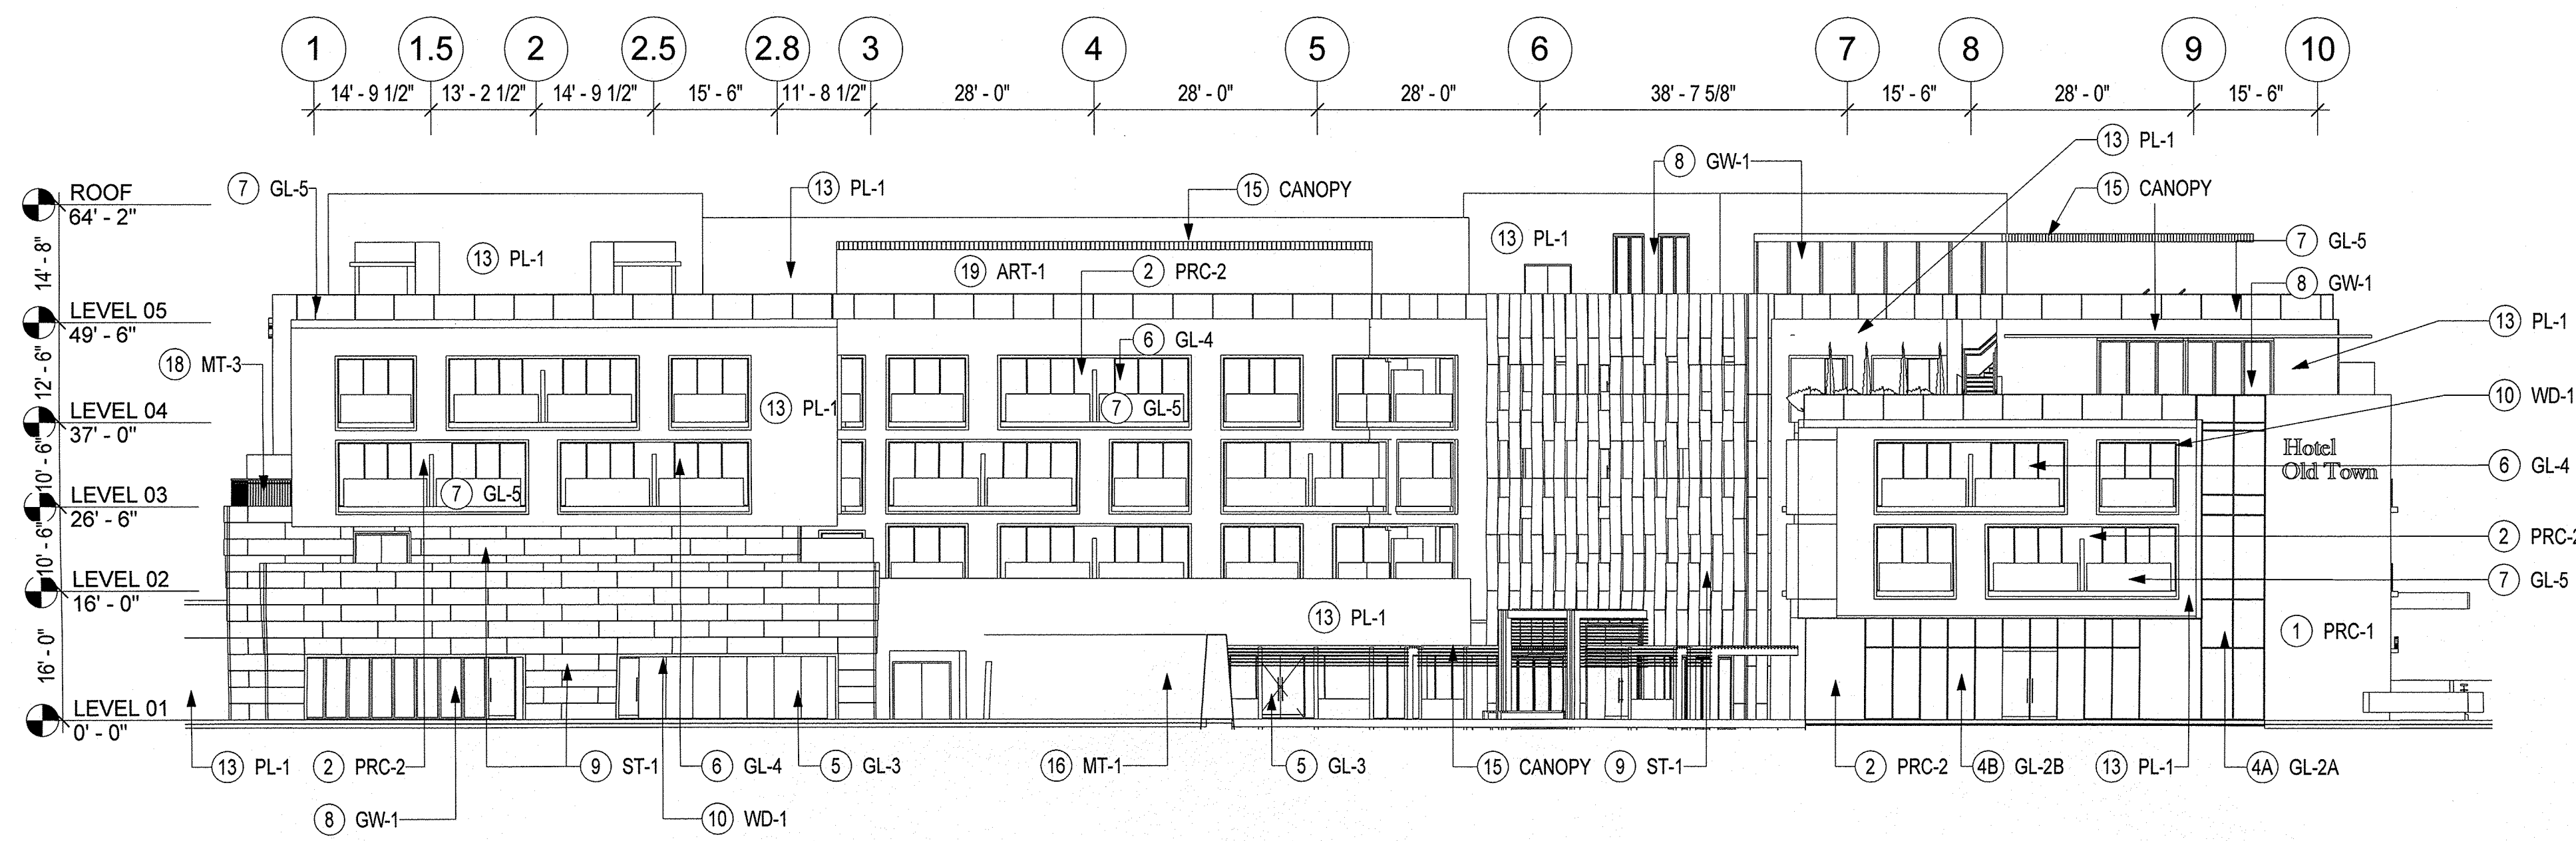 1 1.5 2 2.5 2.8 3 4 5 6 7 8 9 10
14' - 9 1/2" 13' - 2 1/2" 14' - 9 1/2" 15' - 6" 11' - 8 1/2" 28' - 0" 28' - 0" 28' - 0" 38' - 7 5/8" 15' - 6" 28' - 0" 15' - 6"
13 PL-1
8 GW-1
ROOF
64' - 2"
7 GL-5
13 PL-1
15 CANOPY
15 CANOPY
13 PL-1
13 PL-1
7 GL-5
14' - 8"
19 ART-1
2 PRC-2
8 GW-1
LEVEL 05
49' - 6"
13 PL-1
6 GL-4
18 MT-3
12' - 6"
10 WD-1
13 PL-1
7 GL-5
LEVEL 04
37' - 0"
Hotel
Old Town
6 GL-4
10'-6"
7 GL-5
LEVEL 03
26' - 6"
2 PRC-2
10'-6"
LEVEL 02
16' - 0"
7 GL-5
13 PL-1
1 PRC-1
16' - 0"
LEVEL 01
0' - 0"
13 PL-1
2 PRC-2
9 ST-1
6 GL-4
5 GL-3
16 MT-1
5 GL-3
15 CANOPY
9 ST-1
2 PRC-2
4B GL-2B
13 PL-1
4A GL-2A
8 GW-1
10 WD-1